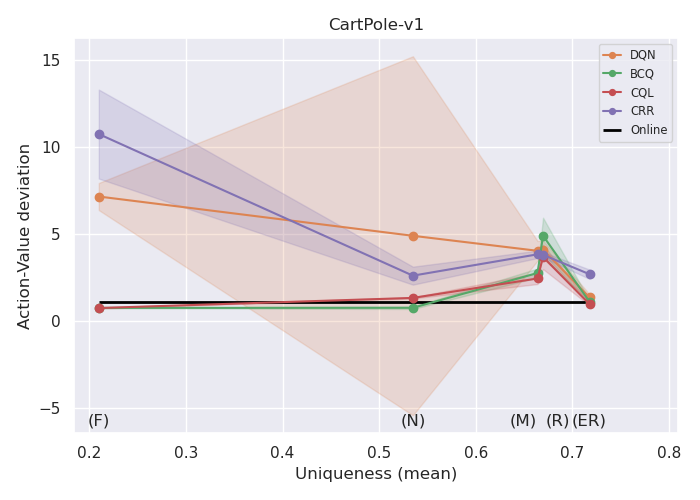 CartPole-v1
DQN
BCQ
CQL
CRR
Online
Action-Value deviation
15
10
5
0
−5
(F) (N) (M) (R) (ER)
0.2 0.3 0.4 0.5 0.6 0.7 0.8
Uniqueness (mean)